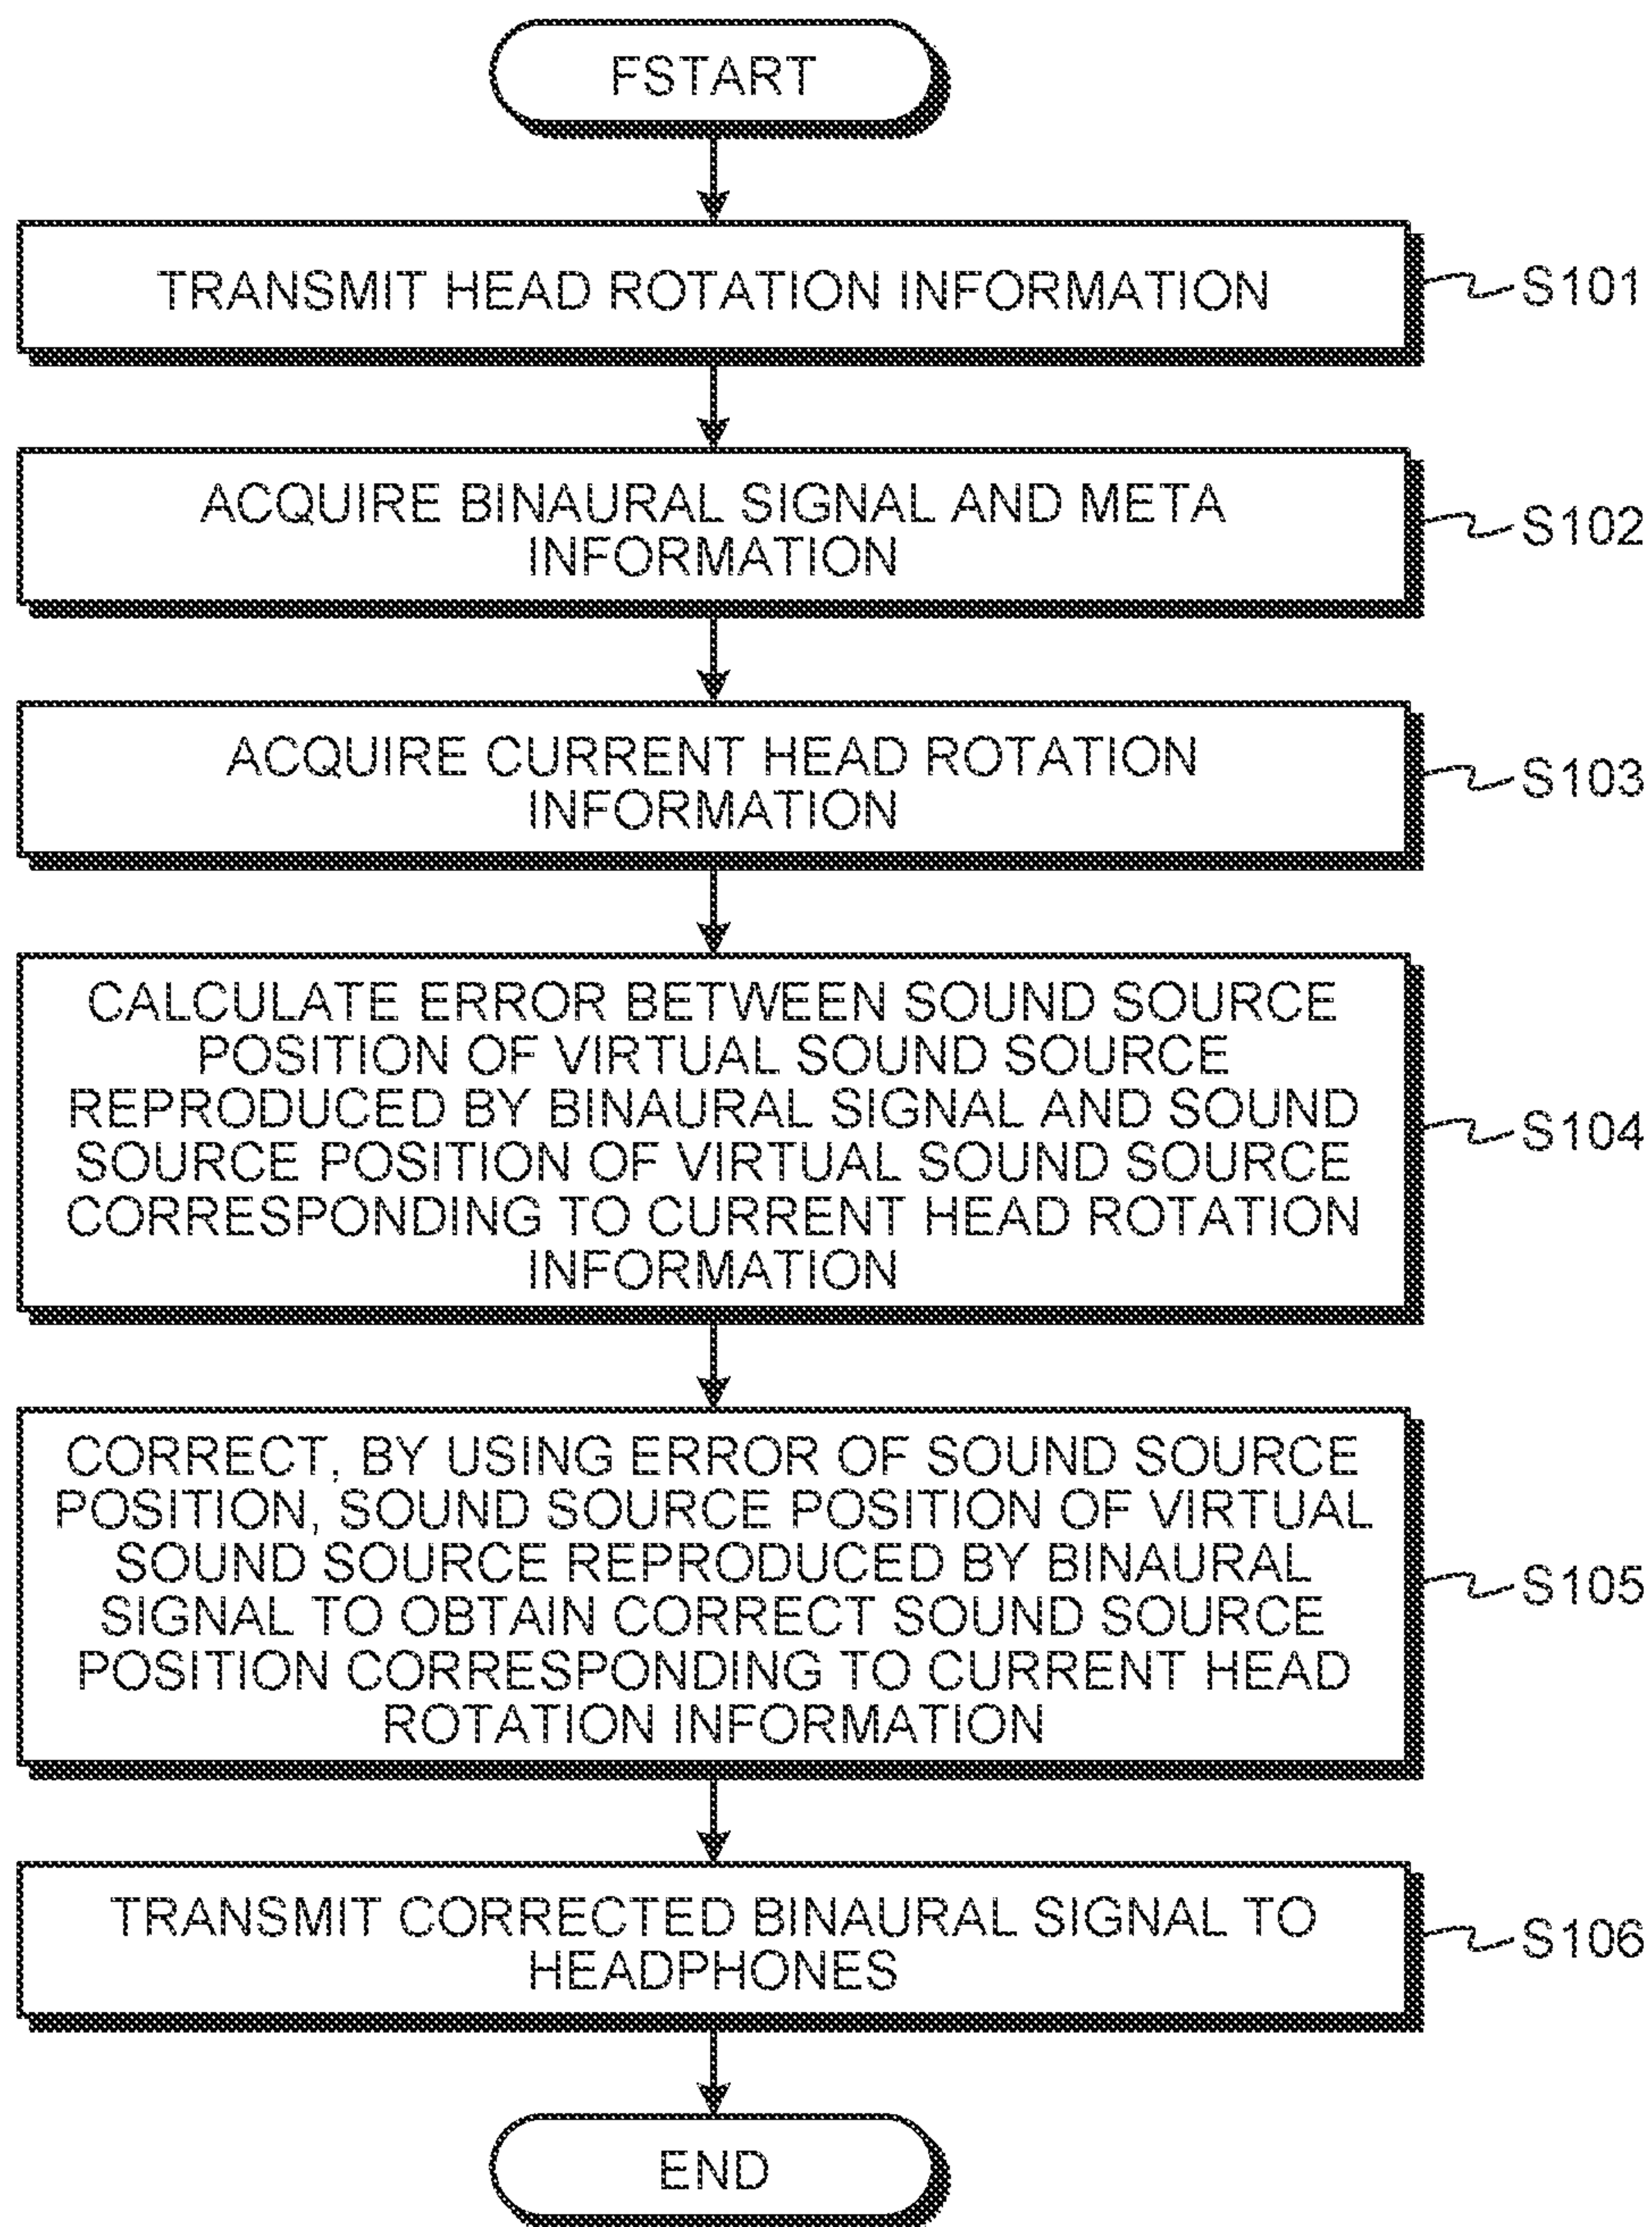 FSTART
TRANSMIT HEAD ROTATION INFORMATION
S101
ACQUIRE BINAURAL SIGNAL AND META
INFORMATION
S102
ACQUIRE CURRENT HEAD ROTATION
INFORMATION
S103
CALCULATE ERROR BETWEEN SOUND SOURCE
POSITION OF VIRTUAL SOUND SOURCE
REPRODUCED BY BINAURAL SIGNAL AND SOUND
SOURCE POSITION OF VIRTUAL SOUND SOURCE
CORRESPONDING TO CURRENT HEAD ROTATION
INFORMATION
S104
CORRECT, BY USING ERROR OF SOUND SOURCE
POSITION, SOUND SOURCE POSITION OF VIRTUAL
SOUND SOURCE REPRODUCED BY BINAURAL
SIGNAL TO OBTAIN CORRECT SOUND SOURCE
POSITION CORRESPONDING TO CURRENT HEAD
ROTATION INFORMATION
S105
TRANSMIT CORRECTED BINAURAL SIGNAL TO
HEADPHONES
S106
END